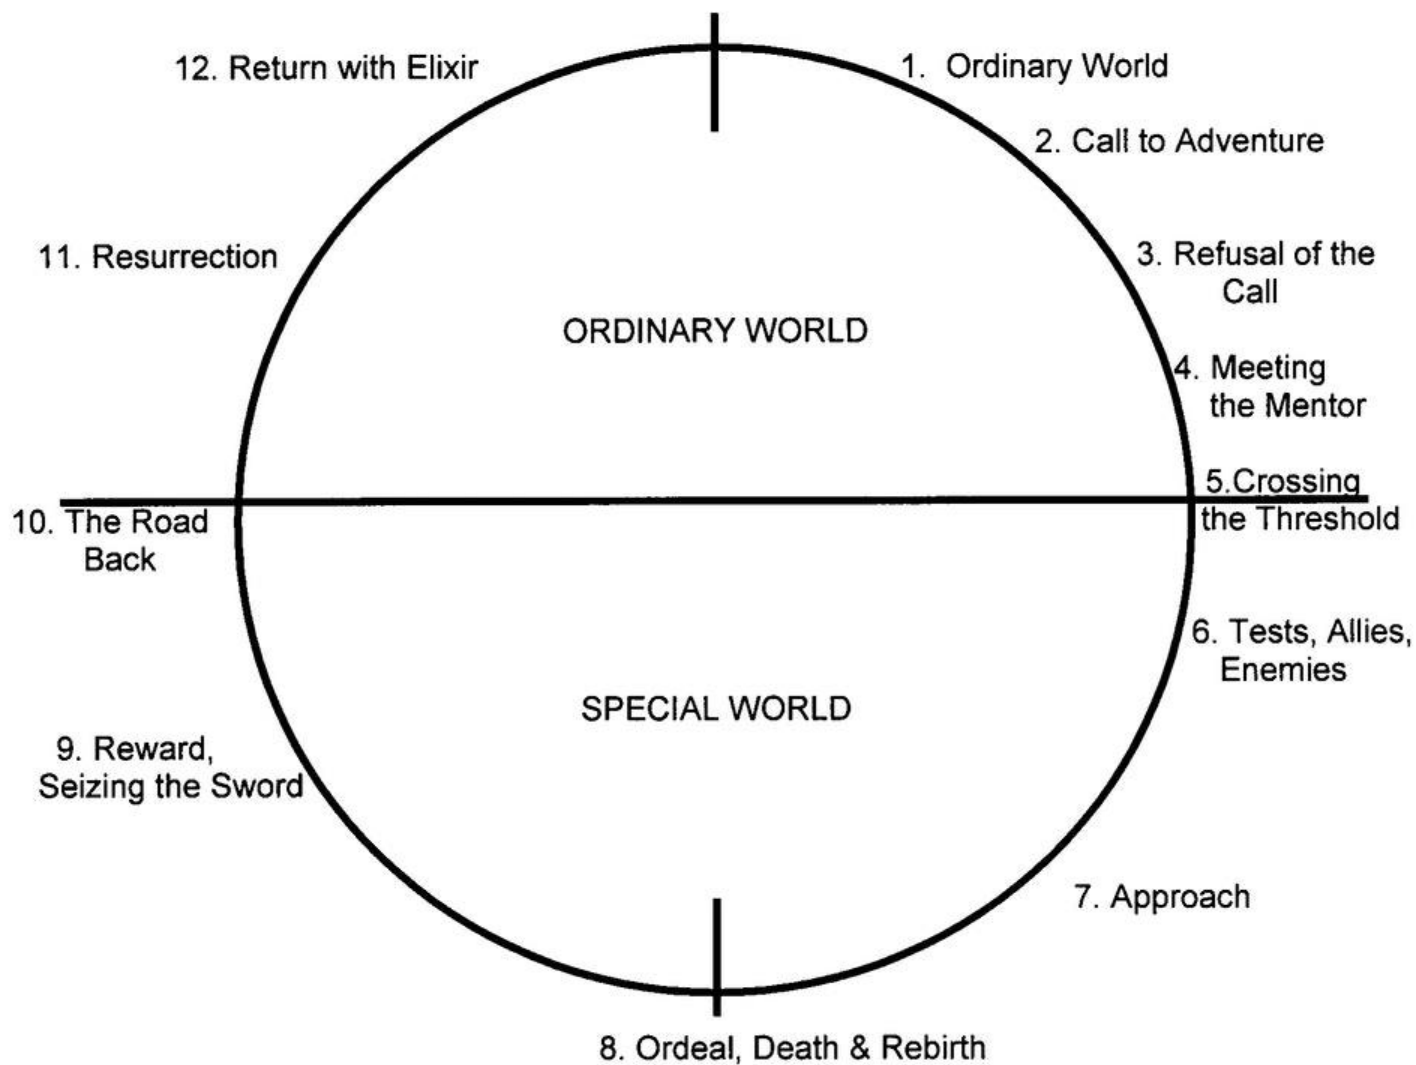 12. Return with Elixir
1. Ordinary World
2. Call to Adventure
11. Resurrection
3. Refusal of the
Call
ORDINARY WORLD
4. Meeting
the Mentor
5.Crossing
the Threshold
10. The Road
Back
6. Tests, Allies,
Enemies
SPECIAL WORLD
9. Reward,
Seizing the Sword
7. Approach
8. Ordeal, Death & Rebirth